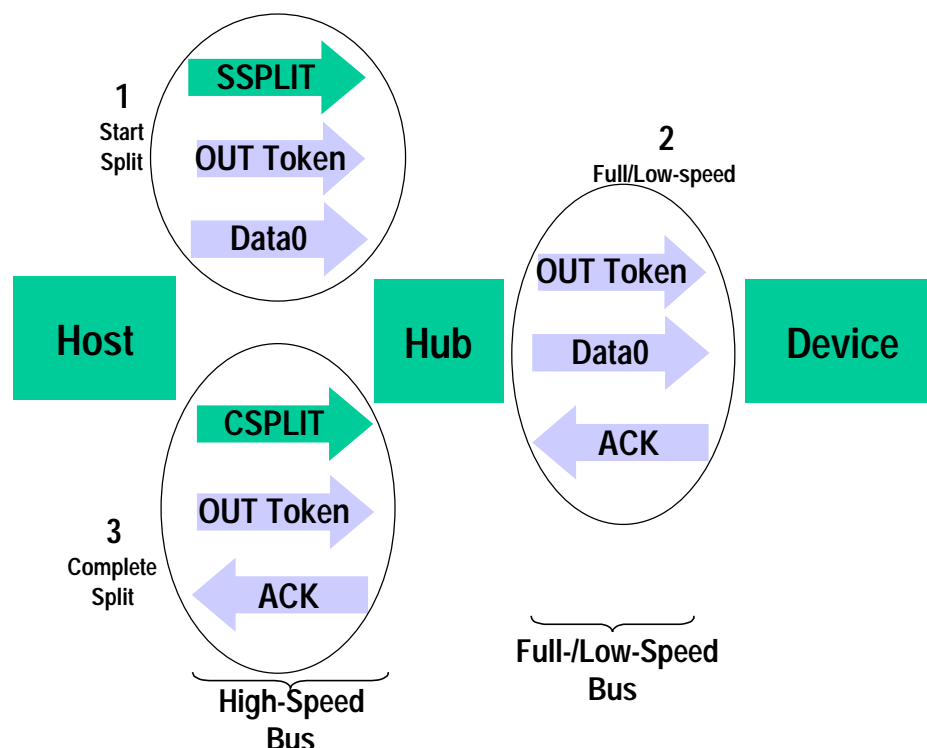 1
Start
Split
SSPLIT
OUT Token
Data0
2
Full/Low-speed
OUT Token
Data0
ACK
Host
Hub
Device
3
Complete
Split
CSPLIT
OUT Token
ACK
High-Speed
Bus
Full-/Low-Speed
Bus